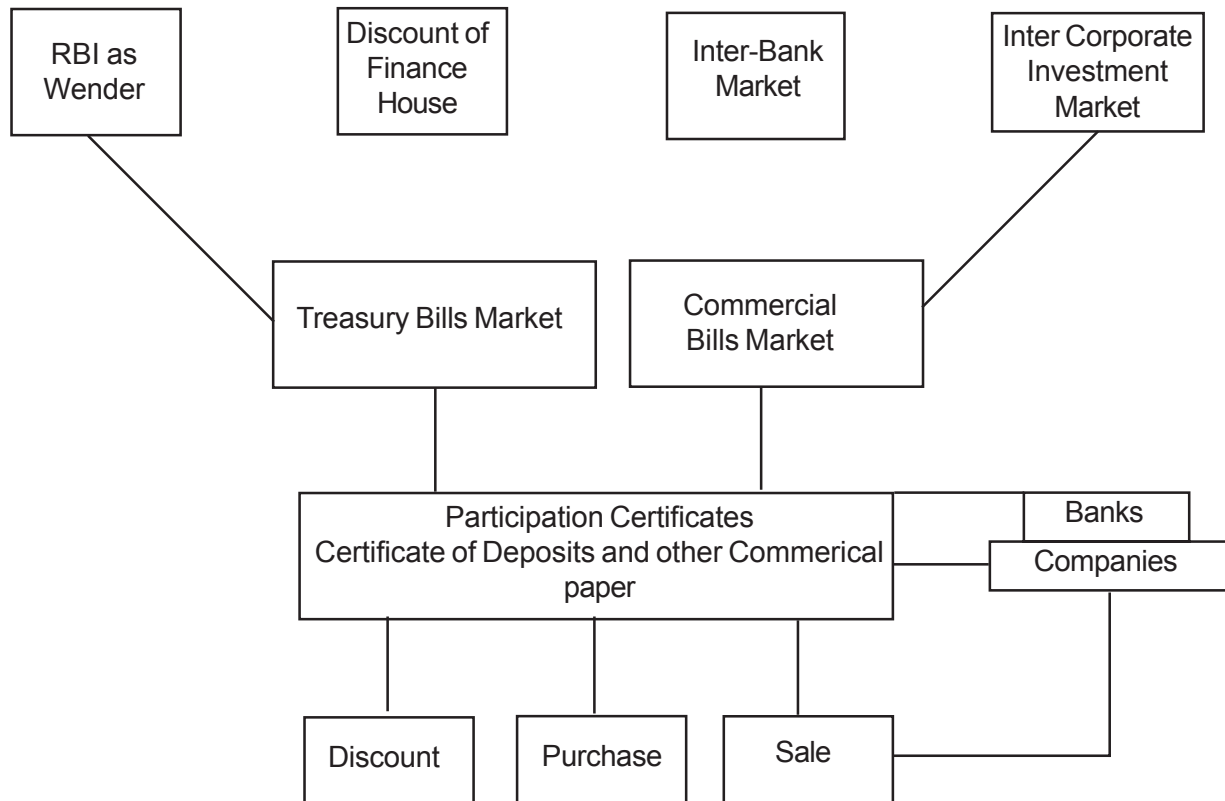 RBI as
Wender
Discount of
Finance
House
Inter-Bank
Market
Inter Corporate
Investment
Market
Treasury Bills Market
Commercial
Bills Market
Participation Certificates
Certificate of Deposits and other Commerical
paper
Banks
Companies
Discount
Purchase
Sale